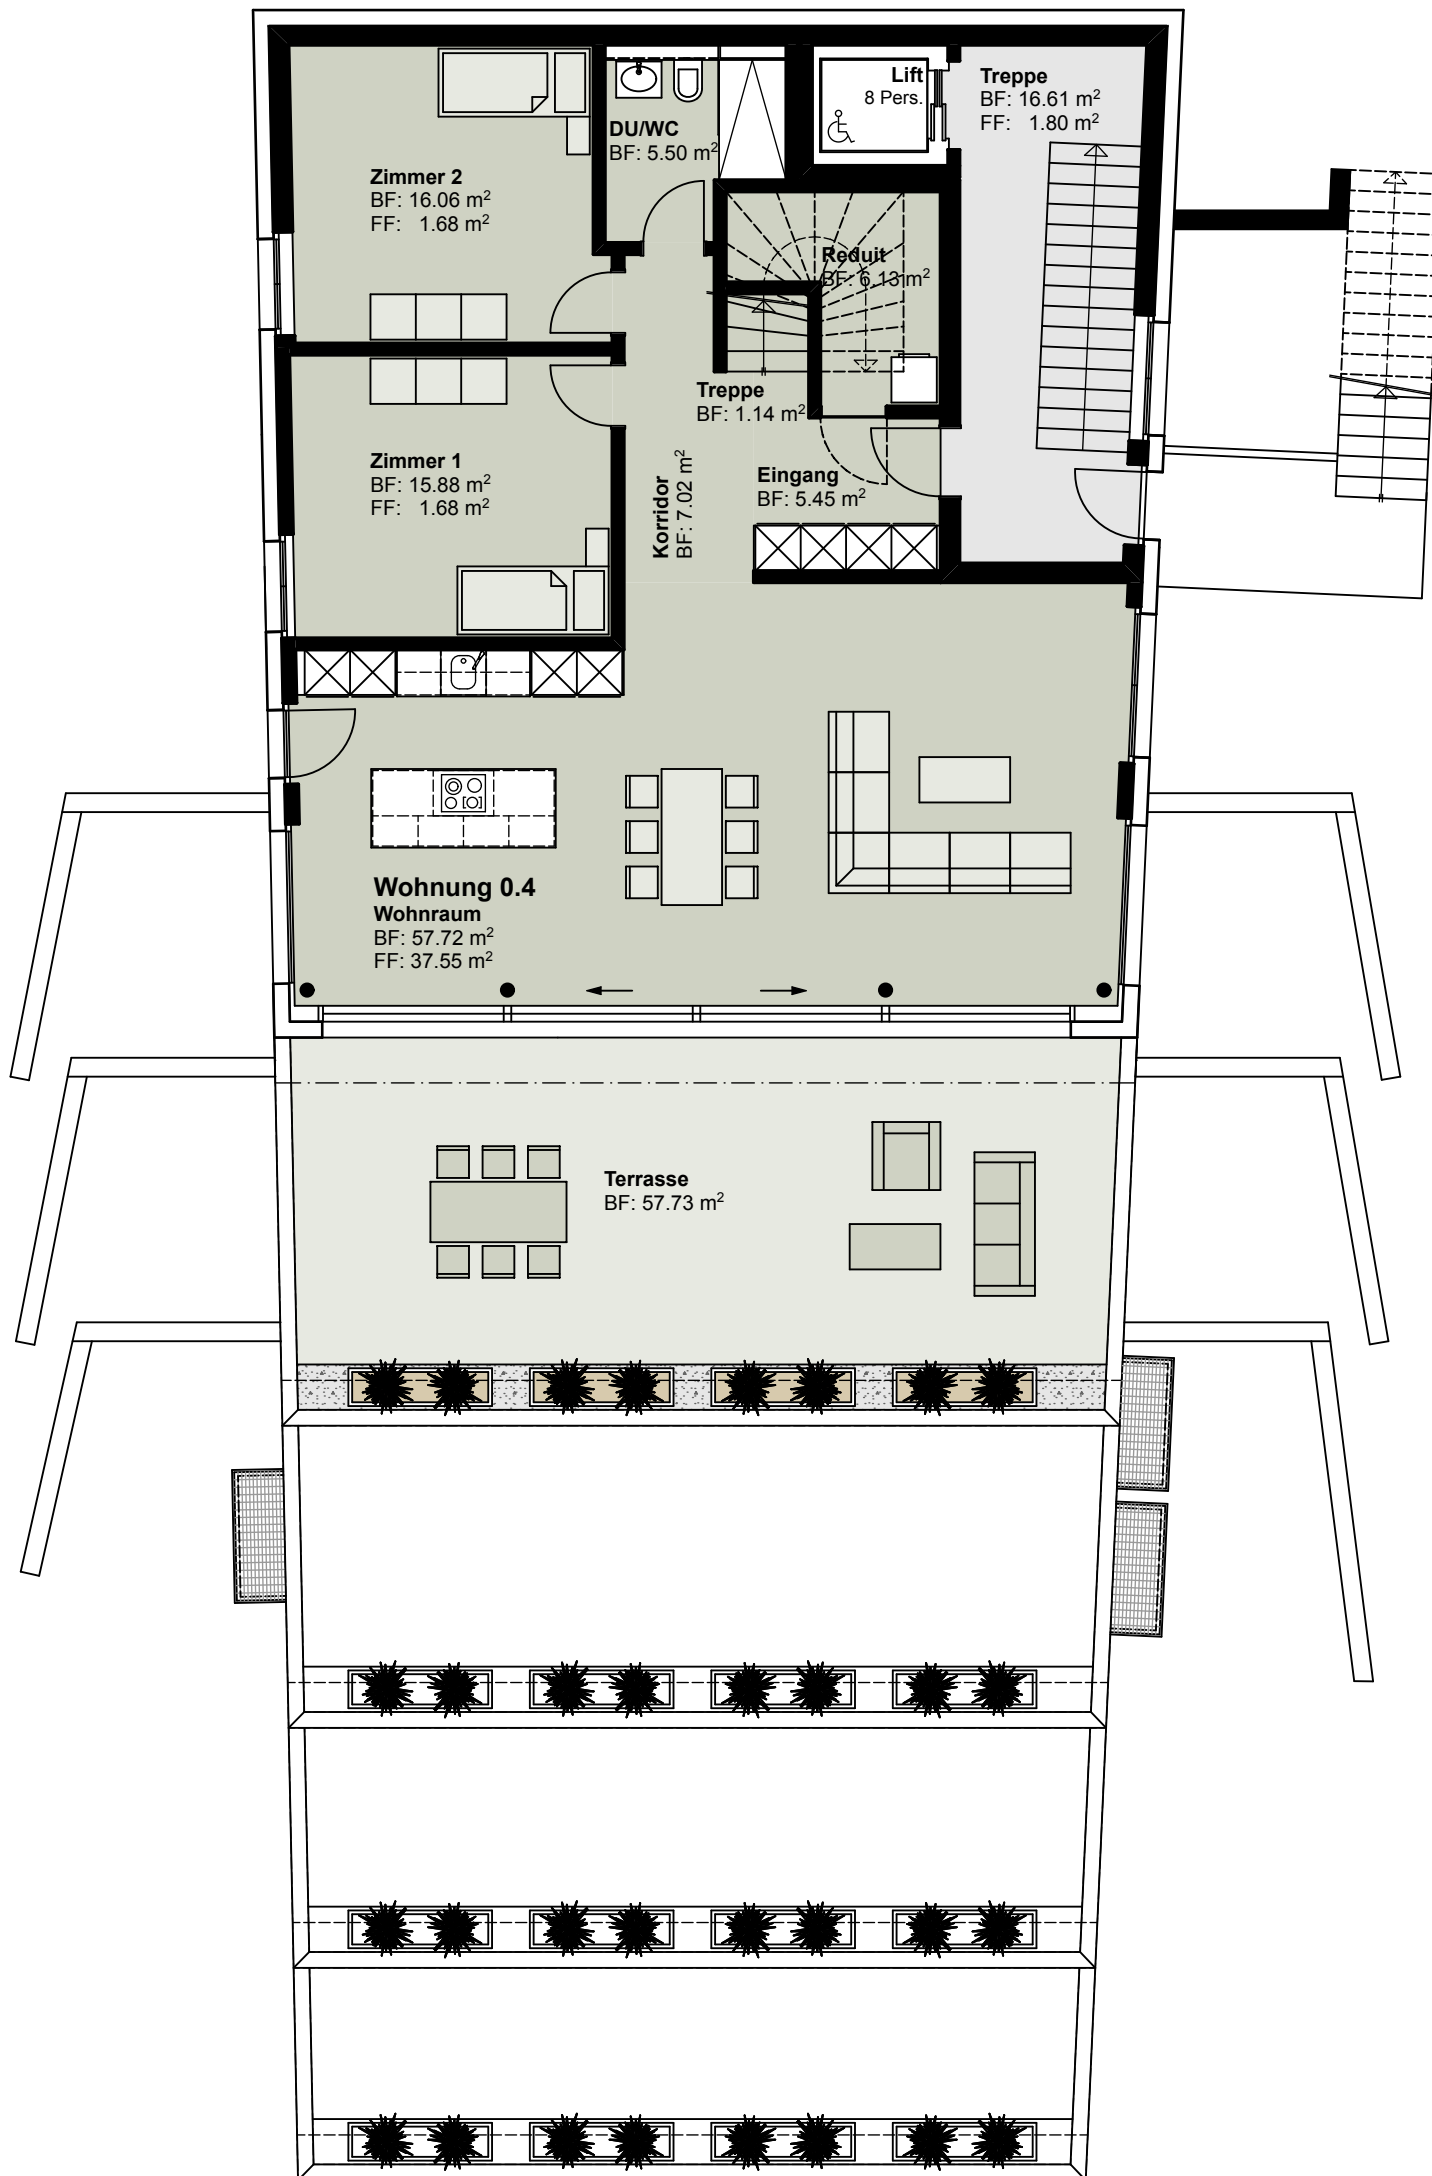 Lift
8 Pers.
Treppe
BF: 16.61 m²
FF: 1.80 m²
DU/WC
BF: 5.50 m²
Zimmer 2
BF: 16.06 m²
FF: 1.68 m²
Reduit
BF: 6.13 m²
Treppe
BF: 1.14 m²
Zimmer 1
BF: 15.88 m²
FF: 1.68 m²
Korridor
BF: 7.02 m²
Eingang
BF: 5.45 m²
Wohnung 0.4
Wohnraum
BF: 57.72 m²
FF: 37.55 m²
Terrasse
BF: 57.73 m²